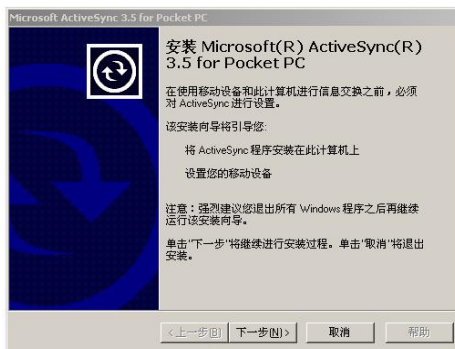 Microsoft ActiveSync 3.5 for Pocket PC
安装 Microsoft(R) ActiveSync(R)
3.5 for Pocket PC
在使用移动设备和此计算机进行信息交换之前，必须
对 ActiveSync 进行设置。
该安装向导将引导您:
将 ActiveSync 程序安装在此计算机上
设置您的移动设备
注意：强烈建议您退出所有 Windows 程序之后再继续
运行该安装向导。
单击"下一步"将继续进行安装过程。单击"取消"将退出
安装。
<上一步(B) 下一步(N)> 取消 帮助